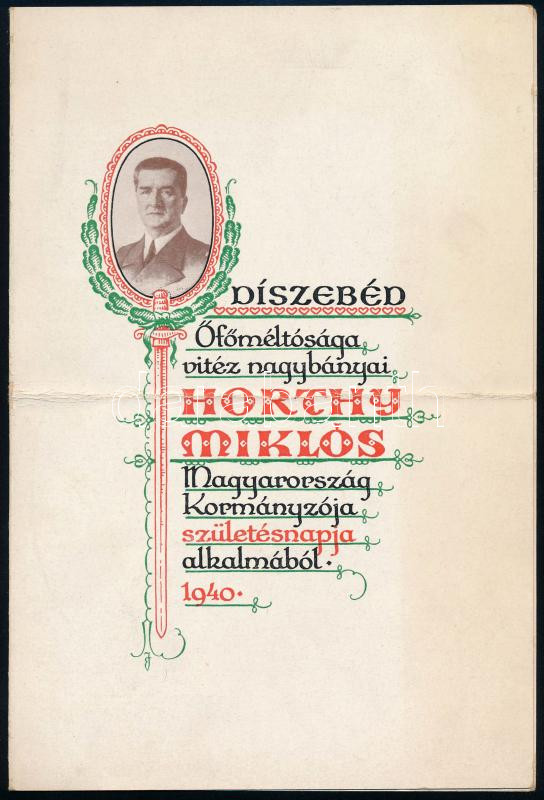 DÍSZEBÉD
Őfőméltósága
vitéz nagybányai
HORTHY
MIKLÓS
Magyarország
Kormányzója
születésnapja
alkalmából.
1940.